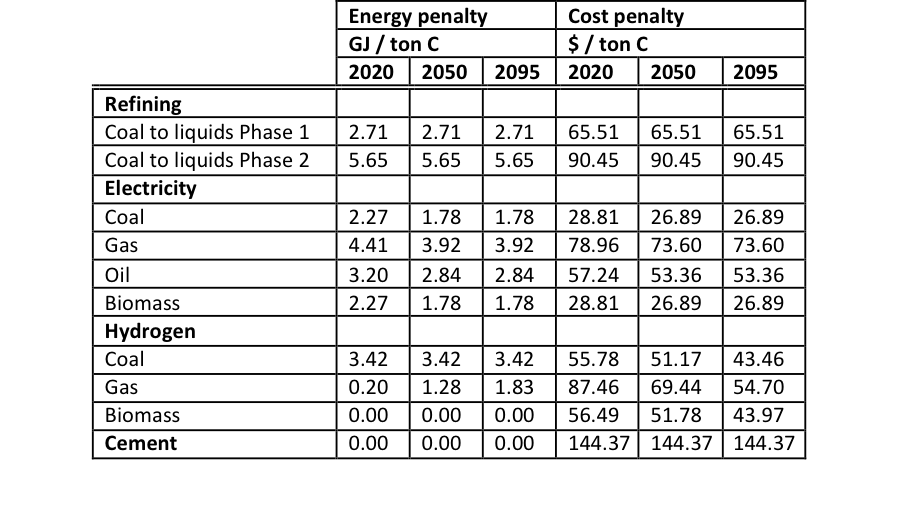 Energy penalty Cost penalty
GJ / ton C $ / ton C
2020 2050 2095 2020 2050 2095
Refining
Coal to liquids Phase 1 2.71 2.71 2.71 65.51 65.51 65.51
Coal to liquids Phase 2 5.65 5.65 5.65 90.45 90.45 90.45
Electricity
Coal 2.27 1.78 1.78 28.81 26.89 26.89
Gas 4.41 3.92 3.92 78.96 73.60 73.60
Oil 3.20 2.84 2.84 57.24 53.36 53.36
Biomass 2.27 1.78 1.78 28.81 26.89 26.89
Hydrogen
Coal 3.42 3.42 3.42 55.78 51.17 43.46
Gas 0.20 1.28 1.83 87.46 69.44 54.70
Biomass 0.00 0.00 0.00 56.49 51.78 43.97
Cement 0.00 0.00 0.00 144.37 144.37 144.37